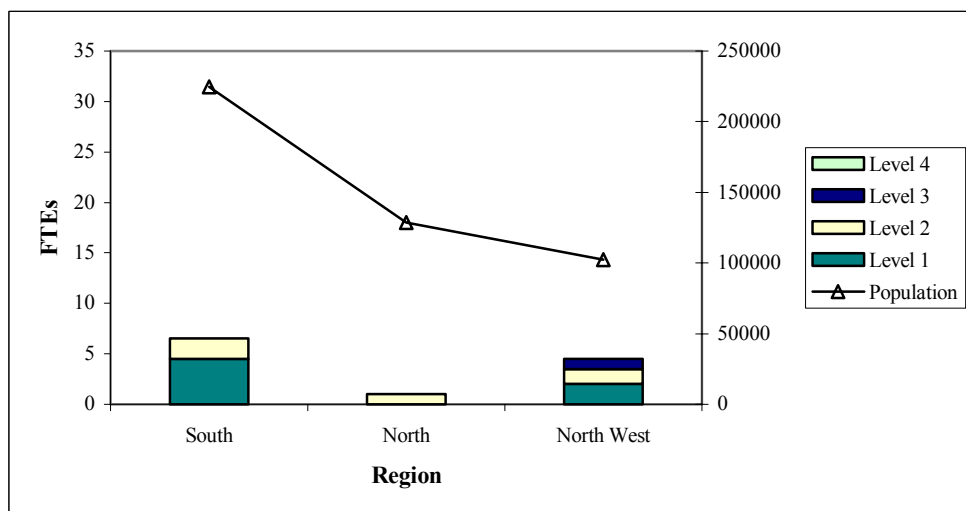 35
30
25
20
15
10
5
0
FTEs
250000
200000
150000
100000
50000
0
South
North
North West
Region
Level 4
Level 3
Level 2
Level 1
Population